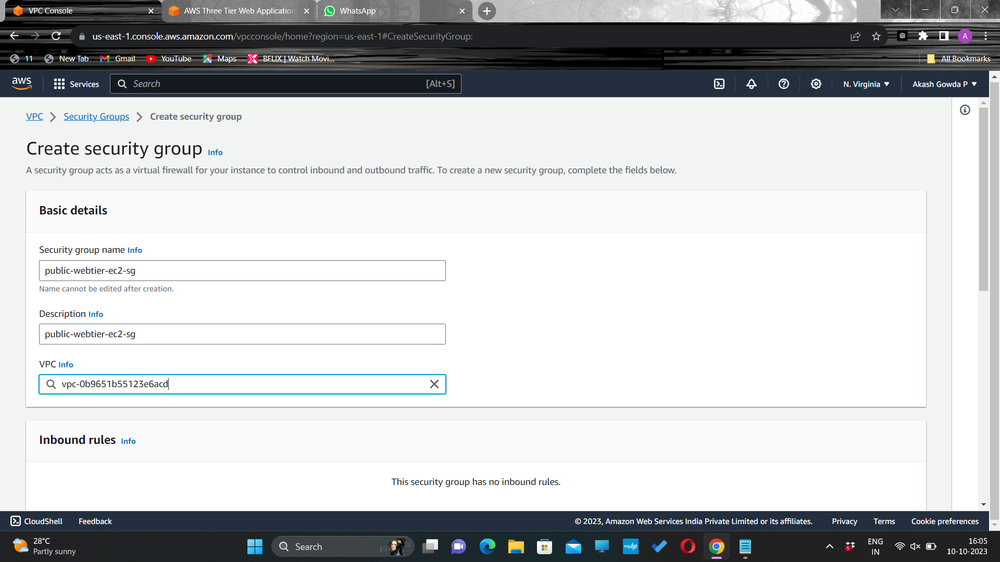 VPC Console
AWS Three Tier Web Application
WhatsApp
us-east-1.console.aws.amazon.com/vpcconsole/home?region=us-east-1#CreateSecurityGroup:
A
11
New Tab
Gmail
YouTube
Maps
BFLIX | Watch Movi...
All Bookmarks
aws
Services
Search
[Alt+S]
N. Virginia
Akash Gowda P
VPC
Security Groups
Create security group
Create security group Info
A security group acts as a virtual firewall for your instance to control inbound and outbound traffic. To create a new security group, complete the fields below.
Basic details
Security group name Info
public-webtier-ec2-sg
Name cannot be edited after creation.
Description Info
public-webtier-ec2-sg
VPC Info
vpc-0b9651b55123e6acd
Inbound rules Info
This security group has no inbound rules.
CloudShell
Feedback
© 2023, Amazon Web Services India Private Limited or its affiliates.
Privacy
Terms
Cookie preferences
28°C
Partly sunny
Search
myhp
1
ENG
IN
16:05
10-10-2023